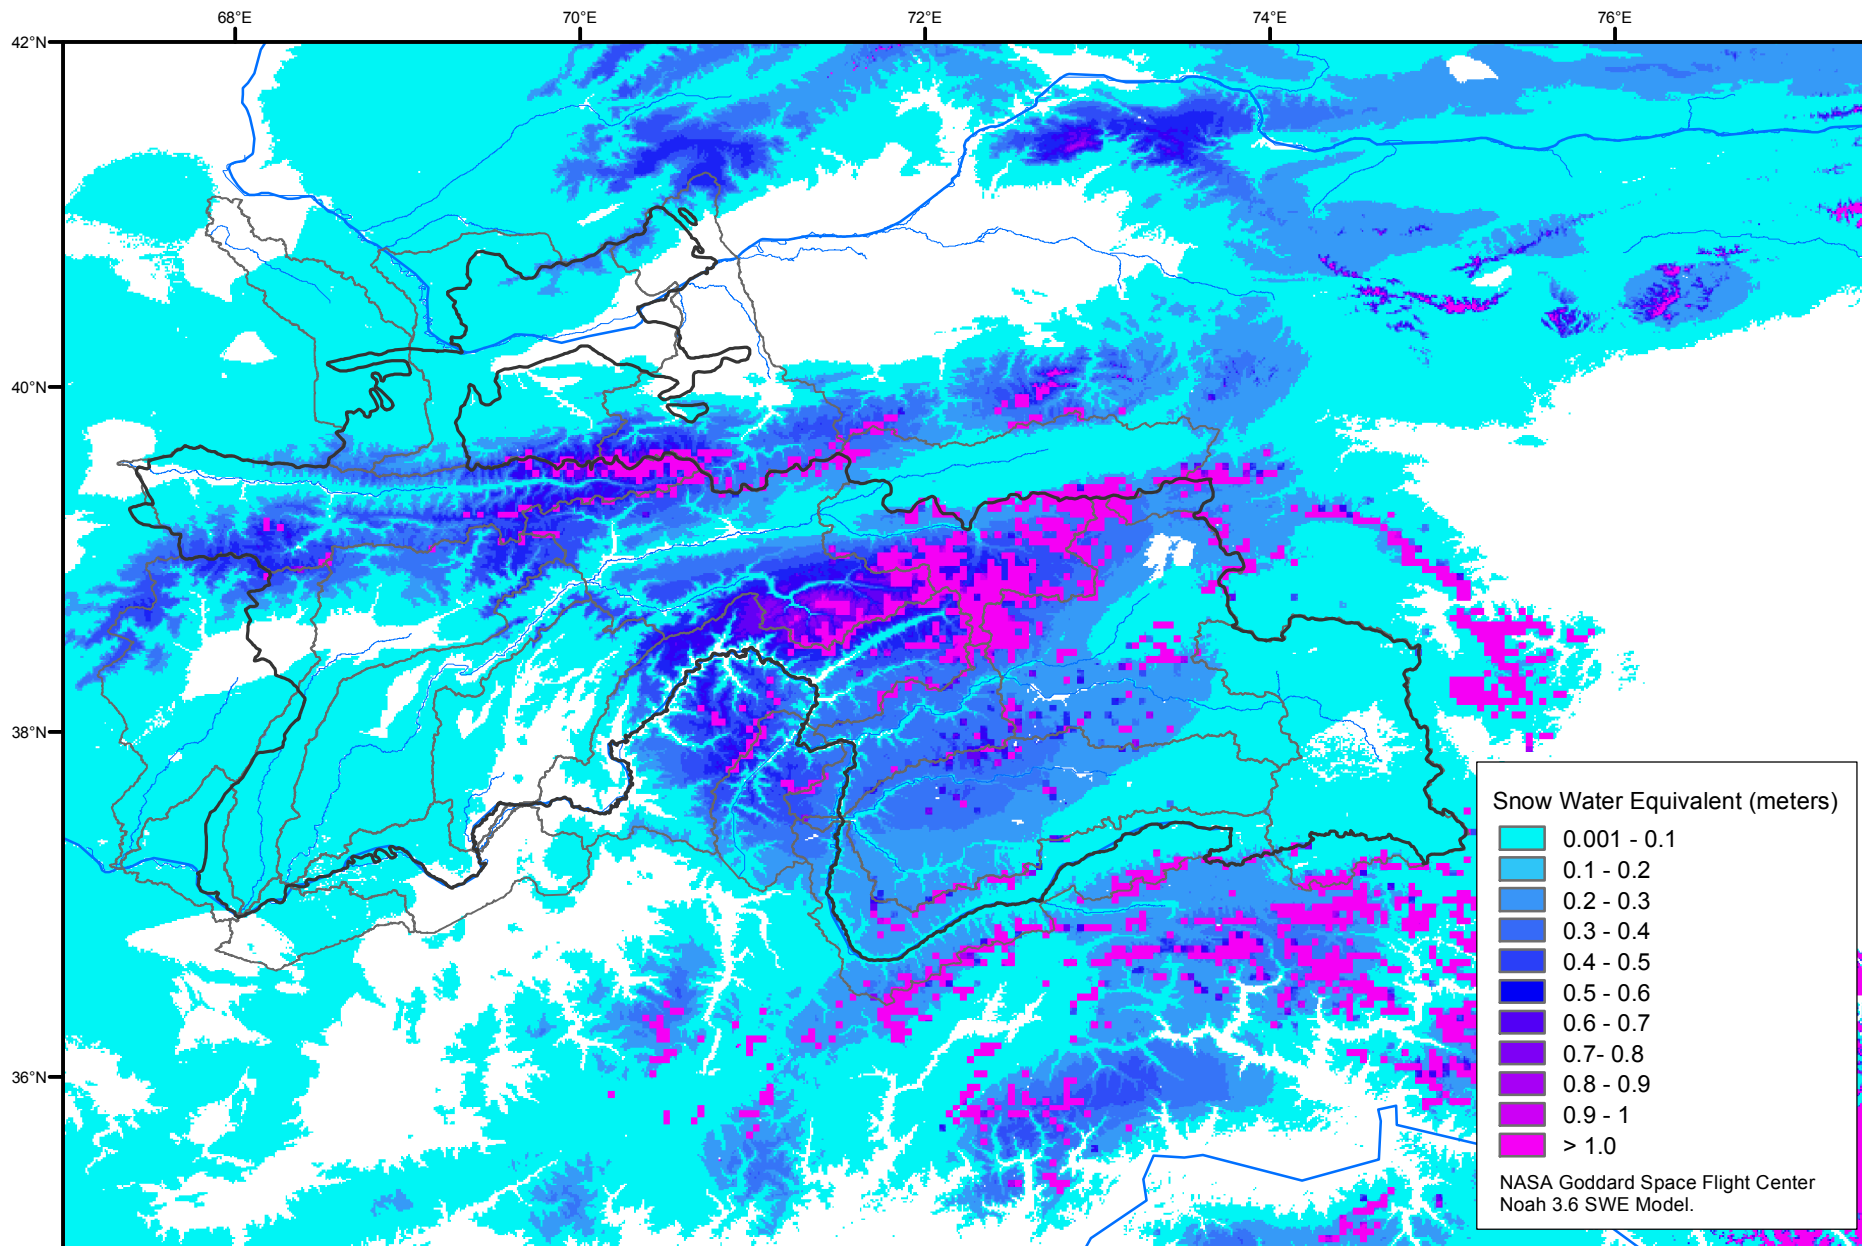 68°E
70°E
72°E
74°E
76°E
42°N
40°N
38°N
36°N
Snow Water Equivalent (meters)
0.001 - 0.1
0.1 - 0.2
0.2 - 0.3
0.3 - 0.4
0.4 - 0.5
0.5 - 0.6
0.6 - 0.7
0.7- 0.8
0.8 - 0.9
0.9 - 1
> 1.0
NASA Goddard Space Flight Center
Noah 3.6 SWE Model.